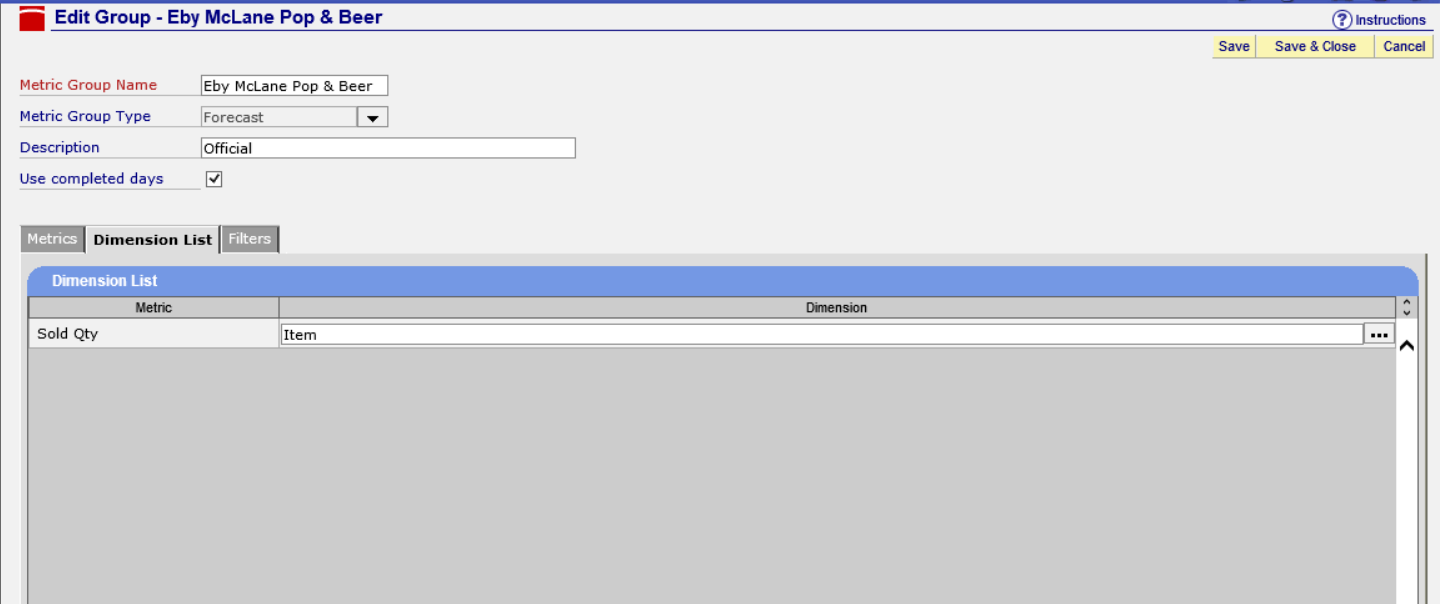 Edit Group - Eby McLane Pop & Beer
? Instructions
Save Save & Close Cancel
Metric Group Name Eby McLane Pop & Beer
Metric Group Type Forecast
Description Official
Use completed days
Metrics Dimension List Filters
Dimension List
Metric Dimension
Sold Qty Item ...